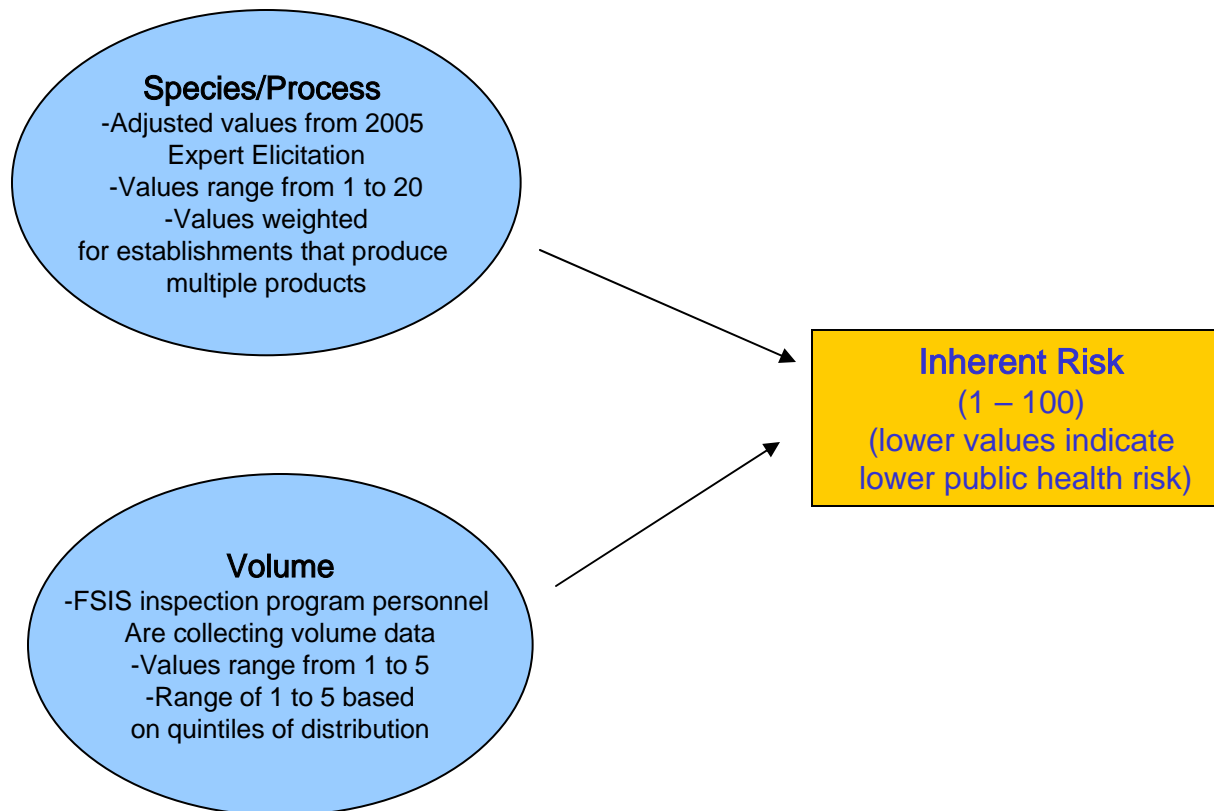 Species/Process
-Adjusted values from 2005
Expert Elicitation
-Values range from 1 to 20
-Values weighted
for establishments that produce
multiple products
Inherent Risk
(1 – 100)
(lower values indicate
lower public health risk)
Volume
-FSIS inspection program personnel
Are collecting volume data
-Values range from 1 to 5
-Range of 1 to 5 based
on quintiles of distribution